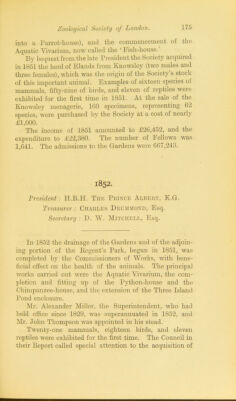 Zoological Society of London. 175
into a Parrot-house), and the commencement of the
Aquatic Vivarium, now called the 'Fish-house.'
By bequest from the late President the Society acquired
in 1851 the herd of Elands from Knowsley (two males and
three females), which was the origin of the Society's stock
of this important animal. Examples of sixteen species of
mammals, fifty-nine of birds, and eleven of reptiles were
exhibited for the first time in 1851. At the sale of the
Knowsley menagerie, 160 specimens, representing 62
species, were purchased by the Society at a cost of nearly
£1,000.
The income of 1851 amounted to £26,452, and the
expenditure to £22,380. The number of Fellows was
1,641. The admissions to the Gardens were 667,243.
1852.
President: H.R.H. The Prince Albert, K.G.
Treasurer: Charles Drummond, Esq.
Secretary: D. W. Mitchell, Esq.
In 1852 the drainage of the Gardens and of the adjoin-
ing portion of the Regent's Park, begun in 1851, was
completed by the Commissioners of Works, with bene-
ficial effect on the health of the animals. The principal
works carried out were the Aquatic Vivarium, the com-
pletion and fitting up of the Python-house and the
Chimpanzee-house, and the extension of the Three Island
Pond enclosure.
Mr. Alexander Miller, the Superintendent, who had
held office since 1829, was superannuated in 1852, and
Mr. John Thompson was appointed in his stead.
Twenty-one mammals, eighteen birds, and eleven
reptiles were exhibited for the first time. The Council in
their Report called special attention to the acquisition of